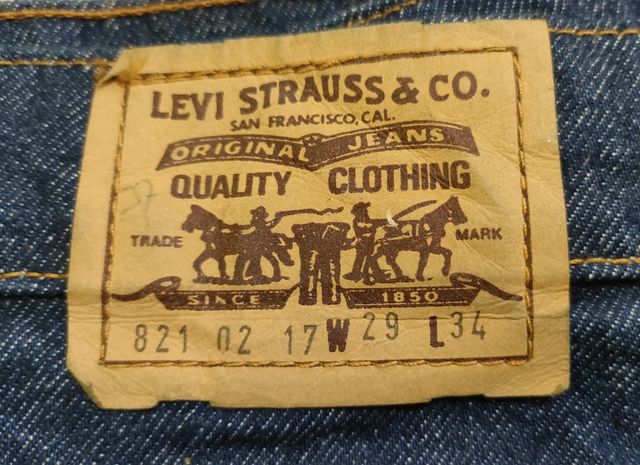 LEVI STRAUSS & CO.
SAN FRANCISCO, CAL.
ORIGINAL JEANS
QUALITY CLOTHING
TRADE MARK
SINCE 1850
821 02 17 W 29 L 34